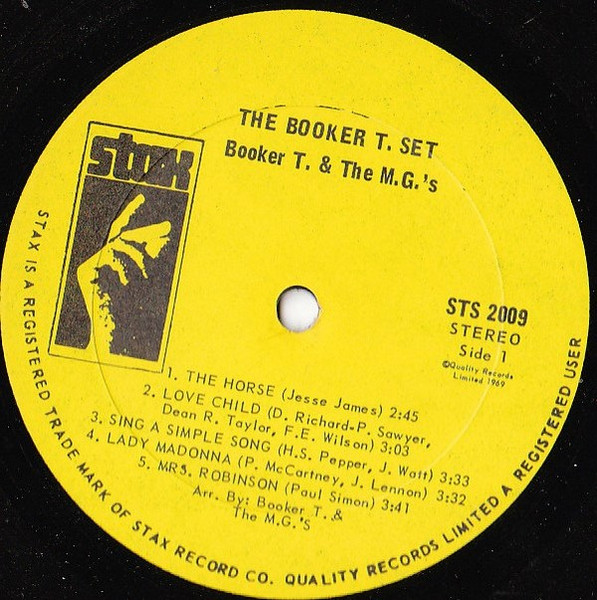 THE BOOKER T. SET
Booker T. & The M.G.'s
stax
STS 2009
STEREO
Side 1
©Quality Records
Limited 1969
1. THE HORSE (Jesse James) 2:45
2. LOVE CHILD (D. Richard-P. Sawyer,
Dean R. Taylor, F.E. Wilson) 3:03
3. SING A SIMPLE SONG (H.S. Pepper, J. Watt) 3:33
4. LADY MADONNA (P. McCartney, J. Lennon) 3:32
5. MRS. ROBINSON (Paul Simon) 3:41
Arr. By: Booker T. &
The M.G.'S
STAX IS A REGISTERED TRADE MARK OF STAX RECORD CO. QUALITY RECORDS LIMITED A REGISTERED USER